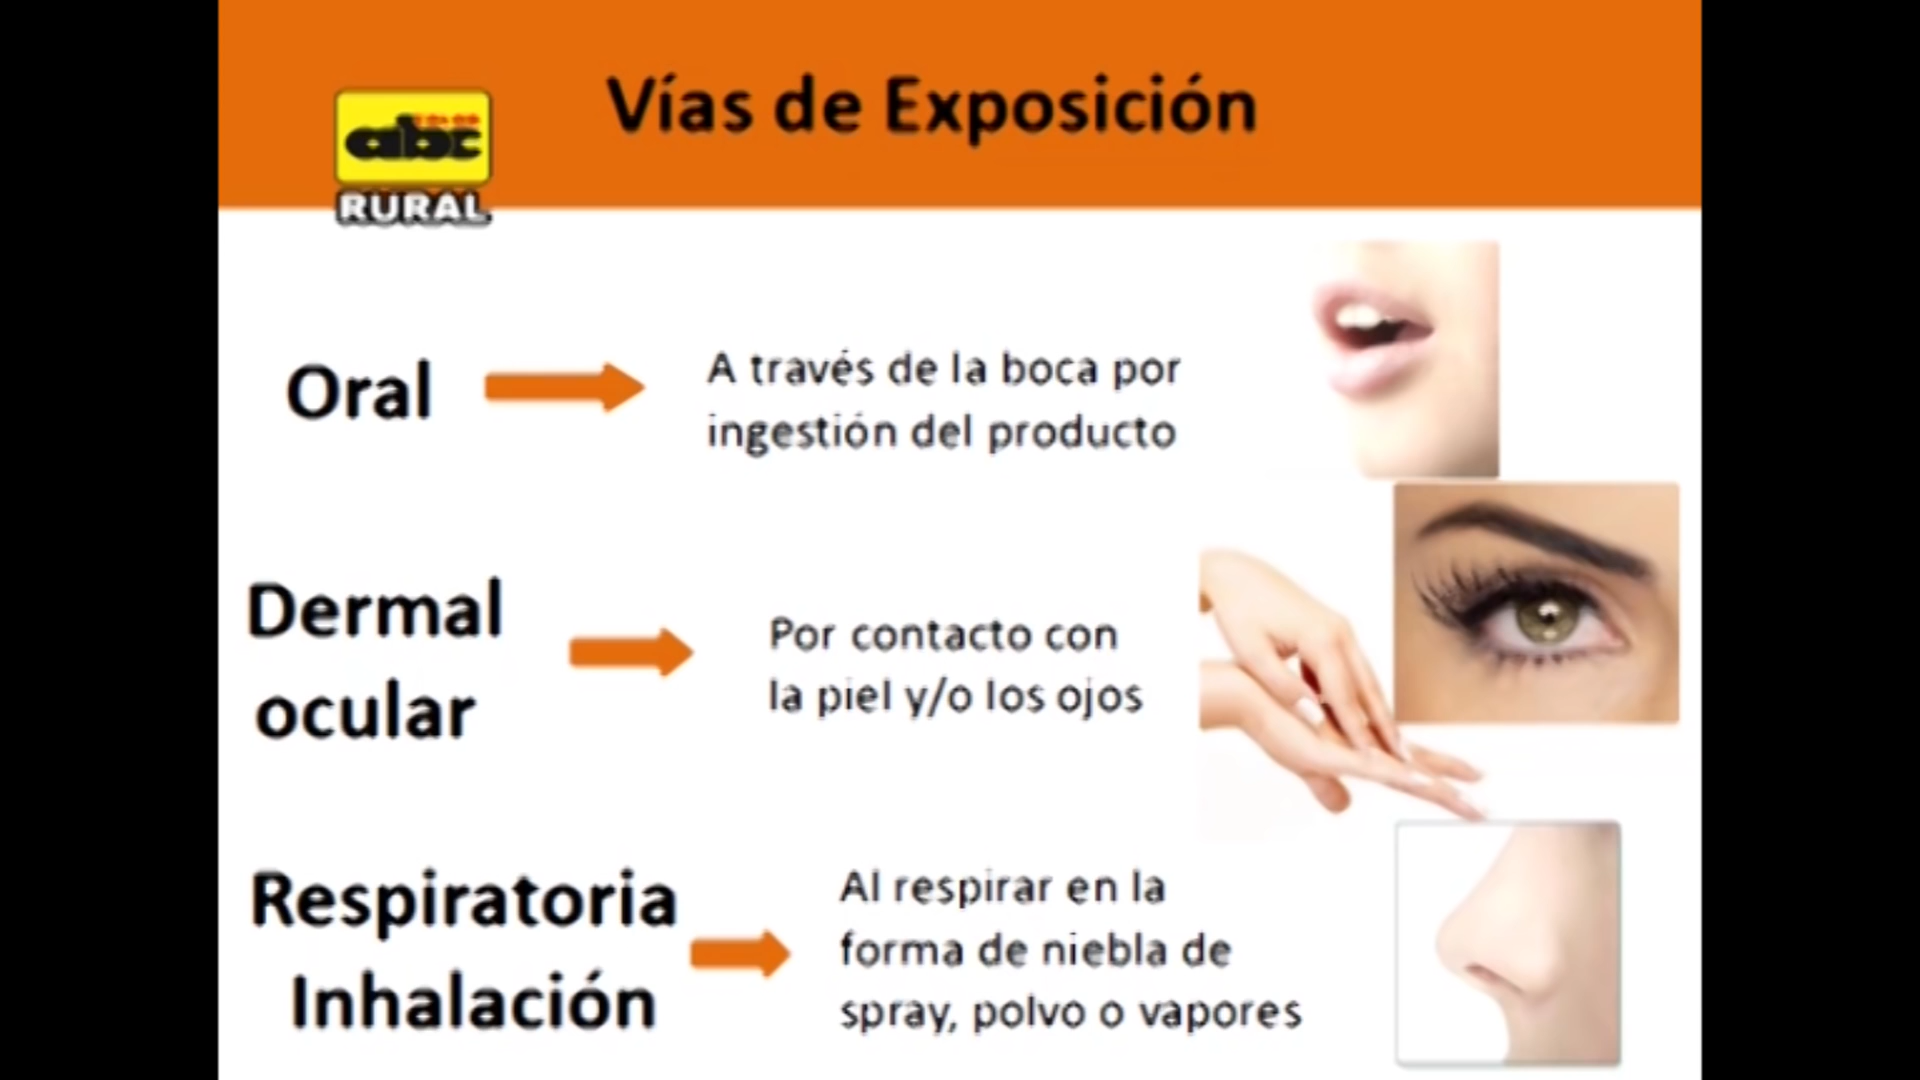 Vías de Exposición
COLOR
abc
RURAL
Oral
A través de la boca por
ingestión del producto
Dermal
ocular
Por contacto con
la piel y/o los ojos
Respiratoria
Inhalación
Al respirar en la
forma de niebla de
spray, polvo o vapores